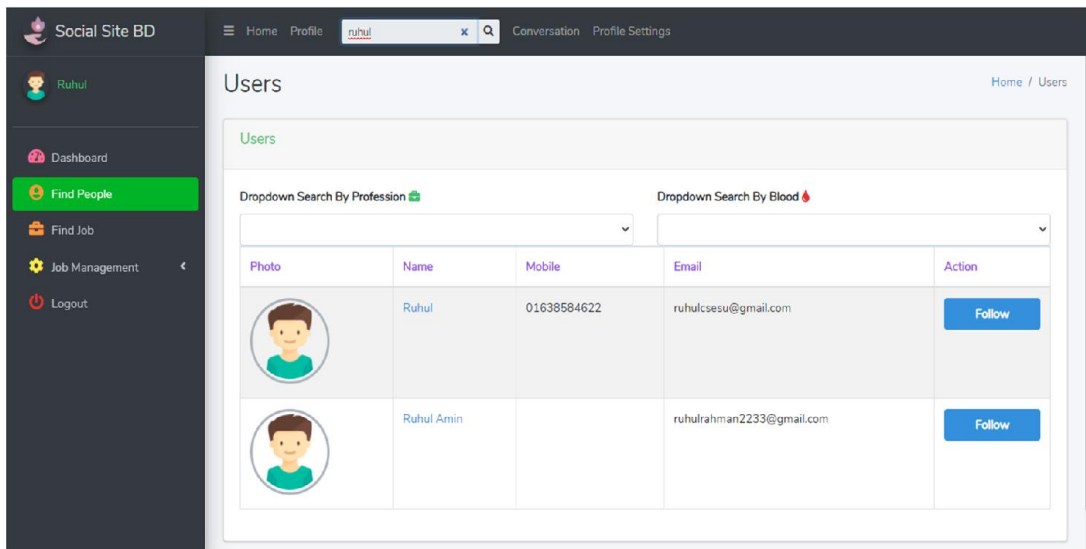 Social Site BD
Home Profile ruhul x Conversation Profile Settings
Ruhul
Dashboard
Find People
Find Job
Job Management
Logout
Users
Home / Users
Users
Dropdown Search By Profession
Dropdown Search By Blood
Photo Name Mobile Email Action
Ruhul 01638584622 ruhulcsesu@gmail.com Follow
Ruhul Amin ruhulrahman2233@gmail.com Follow